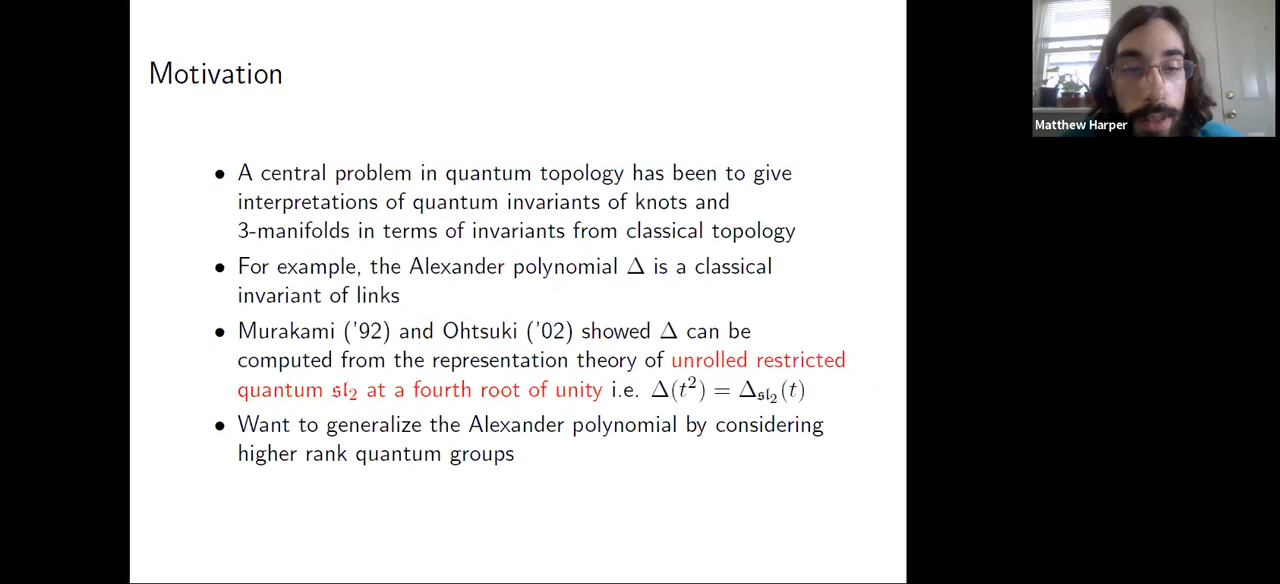 Motivation
• A central problem in quantum topology has been to give
interpretations of quantum invariants of knots and
3-manifolds in terms of invariants from classical topology
• For example, the Alexander polynomial Δ is a classical
invariant of links
• Murakami ('92) and Ohtsuki ('02) showed Δ can be
computed from the representation theory of unrolled restricted
quantum 𝔰𝔩₂ at a fourth root of unity i.e. Δ(t²) = Δ_𝔰𝔩₂(t)
• Want to generalize the Alexander polynomial by considering
higher rank quantum groups
Matthew Harper